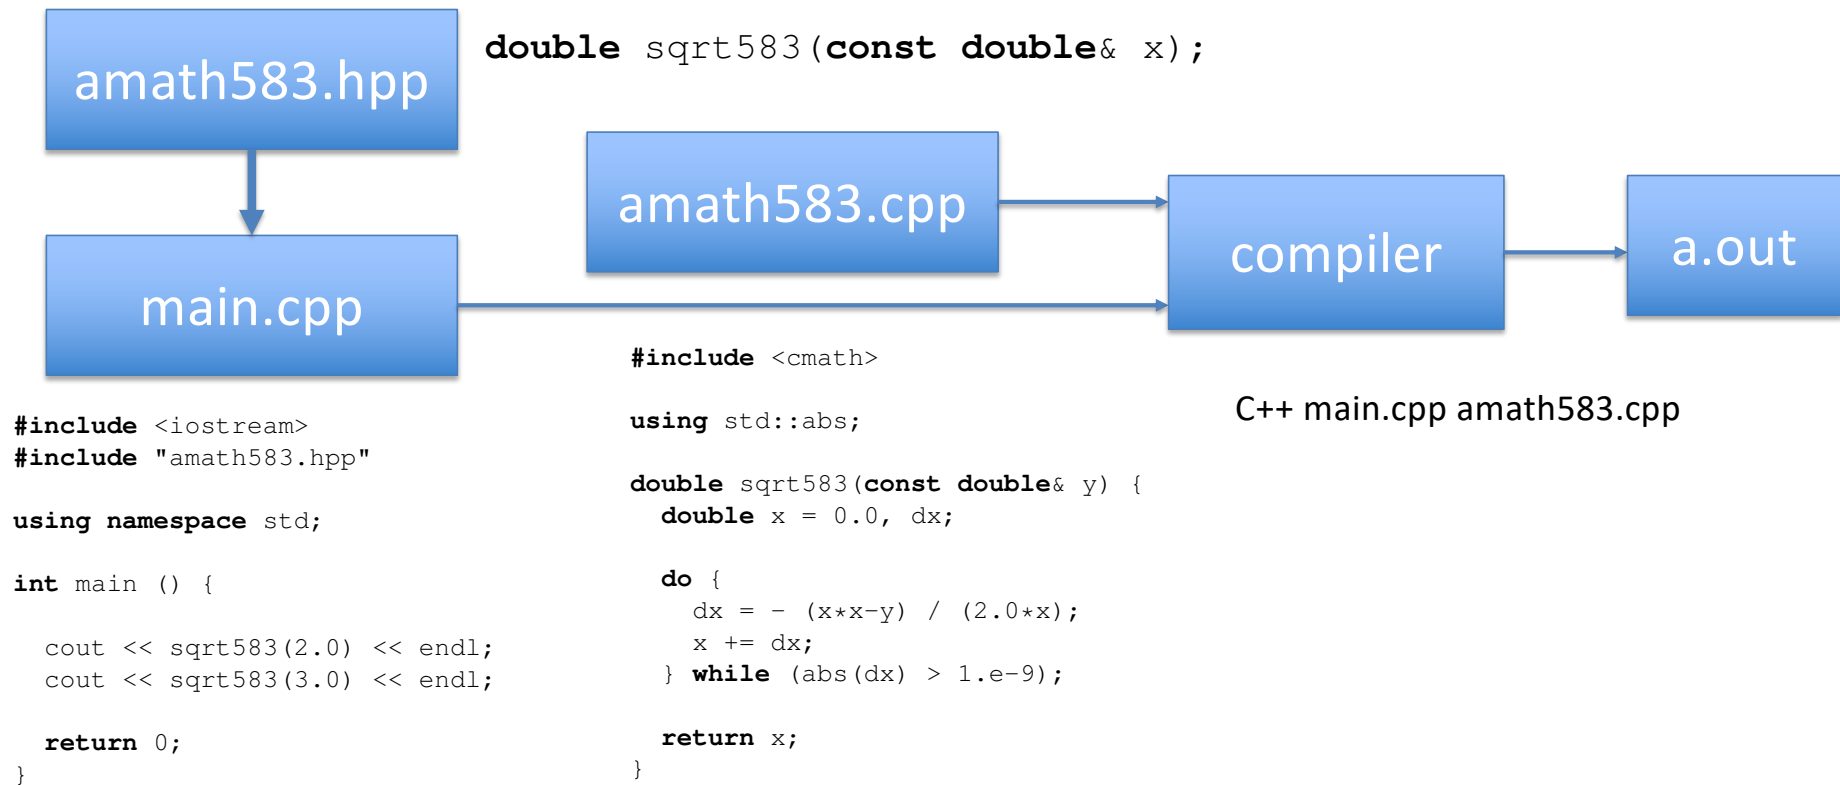 amath583.hpp
double sqrt583(const double& x);
amath583.cpp
compiler
a.out
main.cpp
#include <iostream>
#include "amath583.hpp"

using namespace std;

int main () {

  cout << sqrt583(2.0) << endl;
  cout << sqrt583(3.0) << endl;

  return 0;
}
#include <cmath>

using std::abs;

double sqrt583(const double& y) {
  double x = 0.0, dx;

  do {
    dx = - (x*x-y) / (2.0*x);
    x += dx;
  } while (abs(dx) > 1.e-9);

  return x;
}
C++ main.cpp amath583.cpp